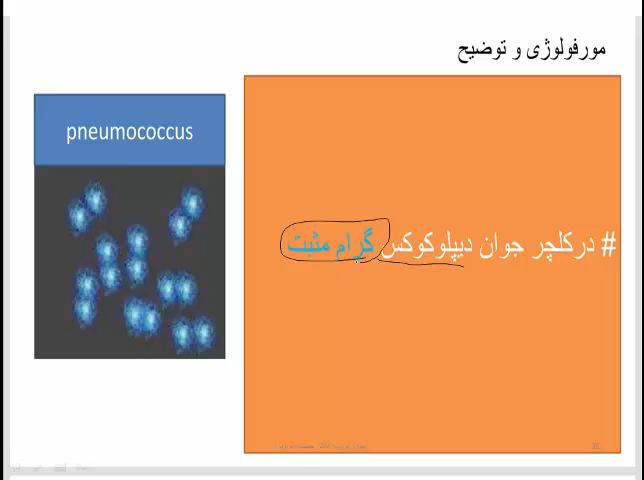 مورفولوژی و توضیح
pneumococcus
# درکلچر جوان دیپلوکوکس گرام مثبت